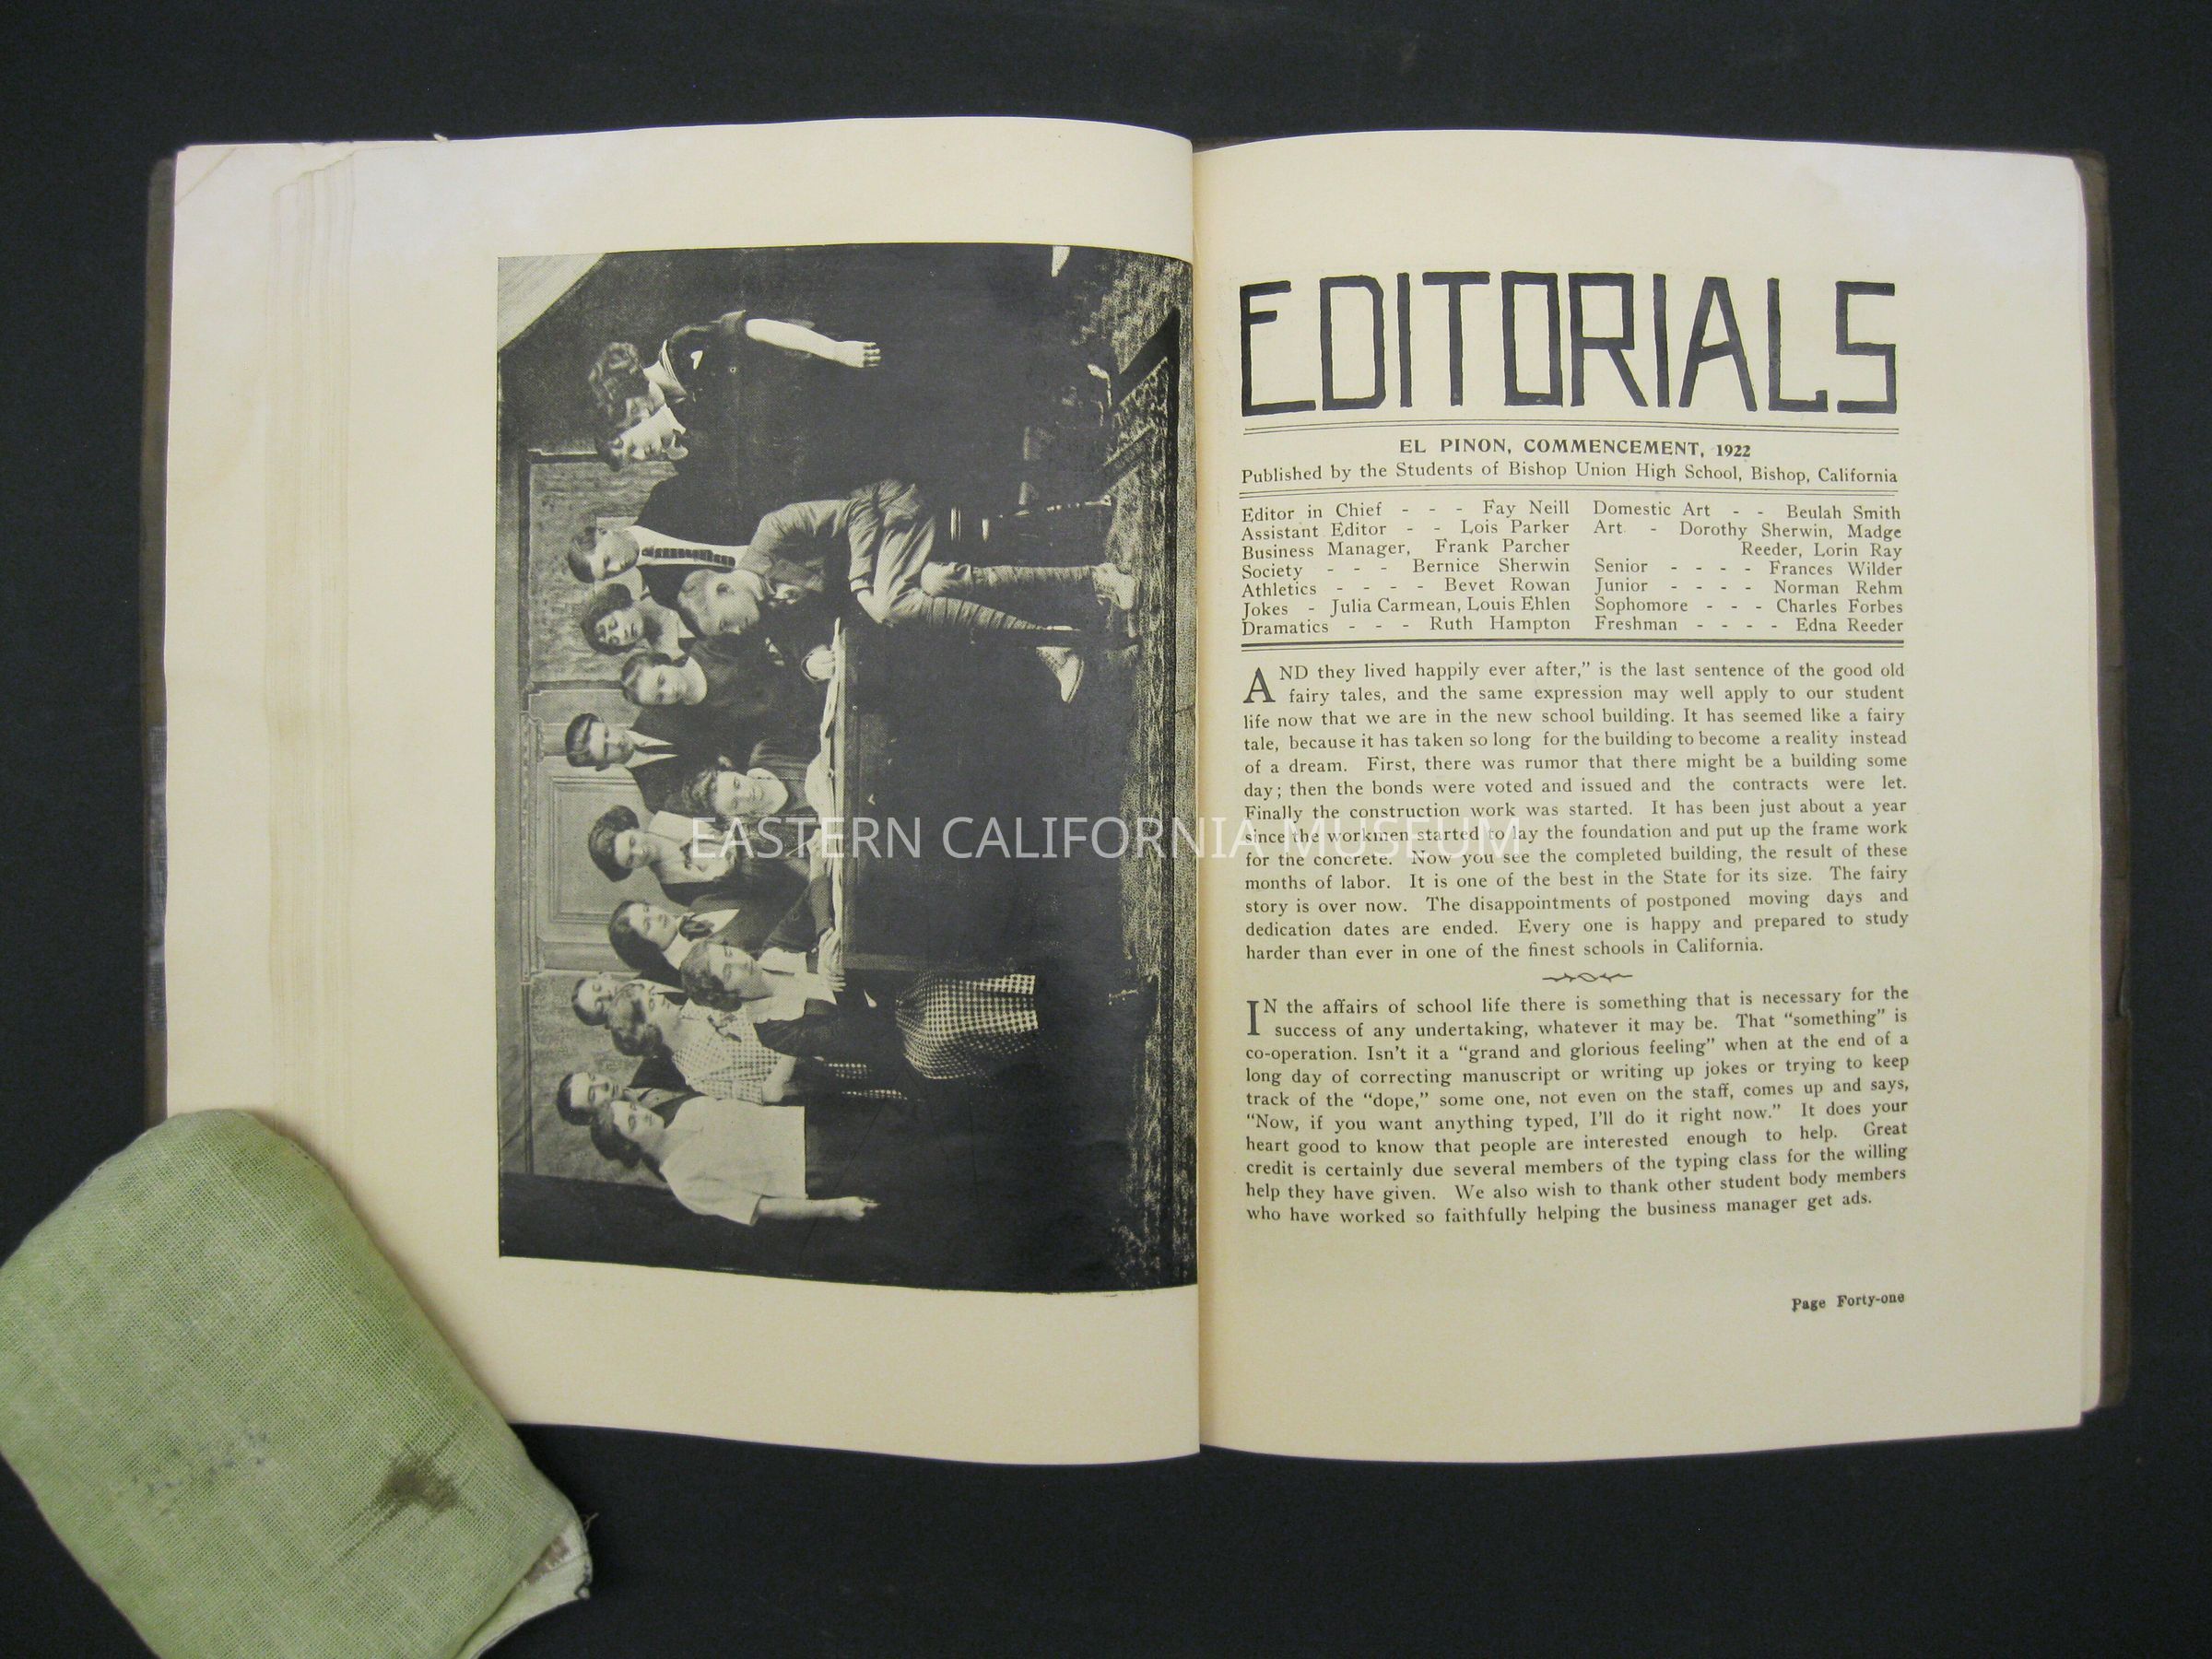 EDITORIALS
EL PINON, COMMENCEMENT, 1922
Published by the Students of Bishop Union High School, Bishop, California
Editor in Chief - - - Fay Neill
Assistant Editor - - Lois Parker
Business Manager, Frank Parcher
Society - - - Bernice Sherwin
Athletics - - - - Bevet Rowan
Jokes - Julia Carmean, Louis Ehlen
Dramatics - - - Ruth Hampton
Domestic Art - - Beulah Smith
Art - Dorothy Sherwin, Madge
Reeder, Lorin Ray
Senior - - - - Frances Wilder
Junior - - - - Norman Rehm
Sophomore - - - Charles Forbes
Freshman - - - - Edna Reeder
AND they lived happily ever after,” is the last sentence of the good old
fairy tales, and the same expression may well apply to our student
life now that we are in the new school building. It has seemed like a fairy
tale, because it has taken so long for the building to become a reality instead
of a dream. First, there was rumor that there might be a building some
day; then the bonds were voted and issued and the contracts were let.
Finally the construction work was started. It has been just about a year
since the workmen started to lay the foundation and put up the frame work
for the concrete. Now you see the completed building, the result of these
months of labor. It is one of the best in the State for its size. The fairy
story is over now. The disappointments of postponed moving days and
dedication dates are ended. Every one is happy and prepared to study
harder than ever in one of the finest schools in California.
IN the affairs of school life there is something that is necessary for the
success of any undertaking, whatever it may be. That “something” is
co-operation. Isn't it a “grand and glorious feeling” when at the end of a
long day of correcting manuscript or writing up jokes or trying to keep
track of the “dope,” some one, not even on the staff, comes up and says,
“Now, if you want anything typed, I'll do it right now.” It does your
heart good to know that people are interested enough to help. Great
credit is certainly due several members of the typing class for the willing
help they have given. We also wish to thank other student body members
who have worked so faithfully helping the business manager get ads.
Page Forty-one
EASTERN CALIFORNIA MUSEUM